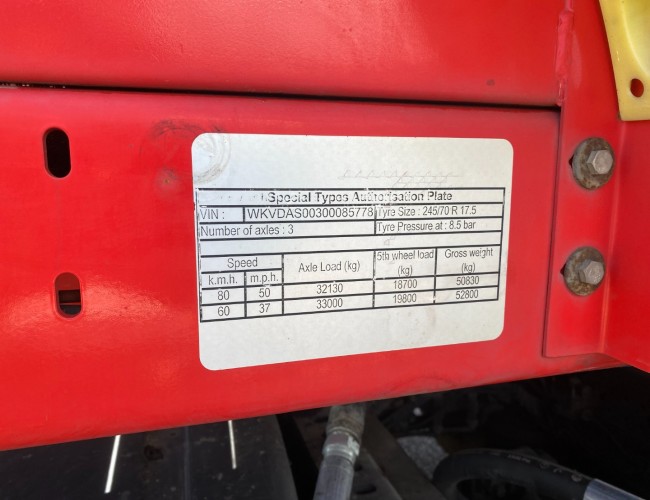 Special Types Authorisation Plate
VIN : WKVDAS00300085778 Tyre Size : 245/70 R 17.5
Number of axles : 3 Tyre Pressure at : 8.5 bar
Speed Axle Load (kg) 5th wheel load (kg) Gross weight (kg)
k.m.h. m.p.h.
80 50 32130 18700 50830
60 37 33000 19800 52800